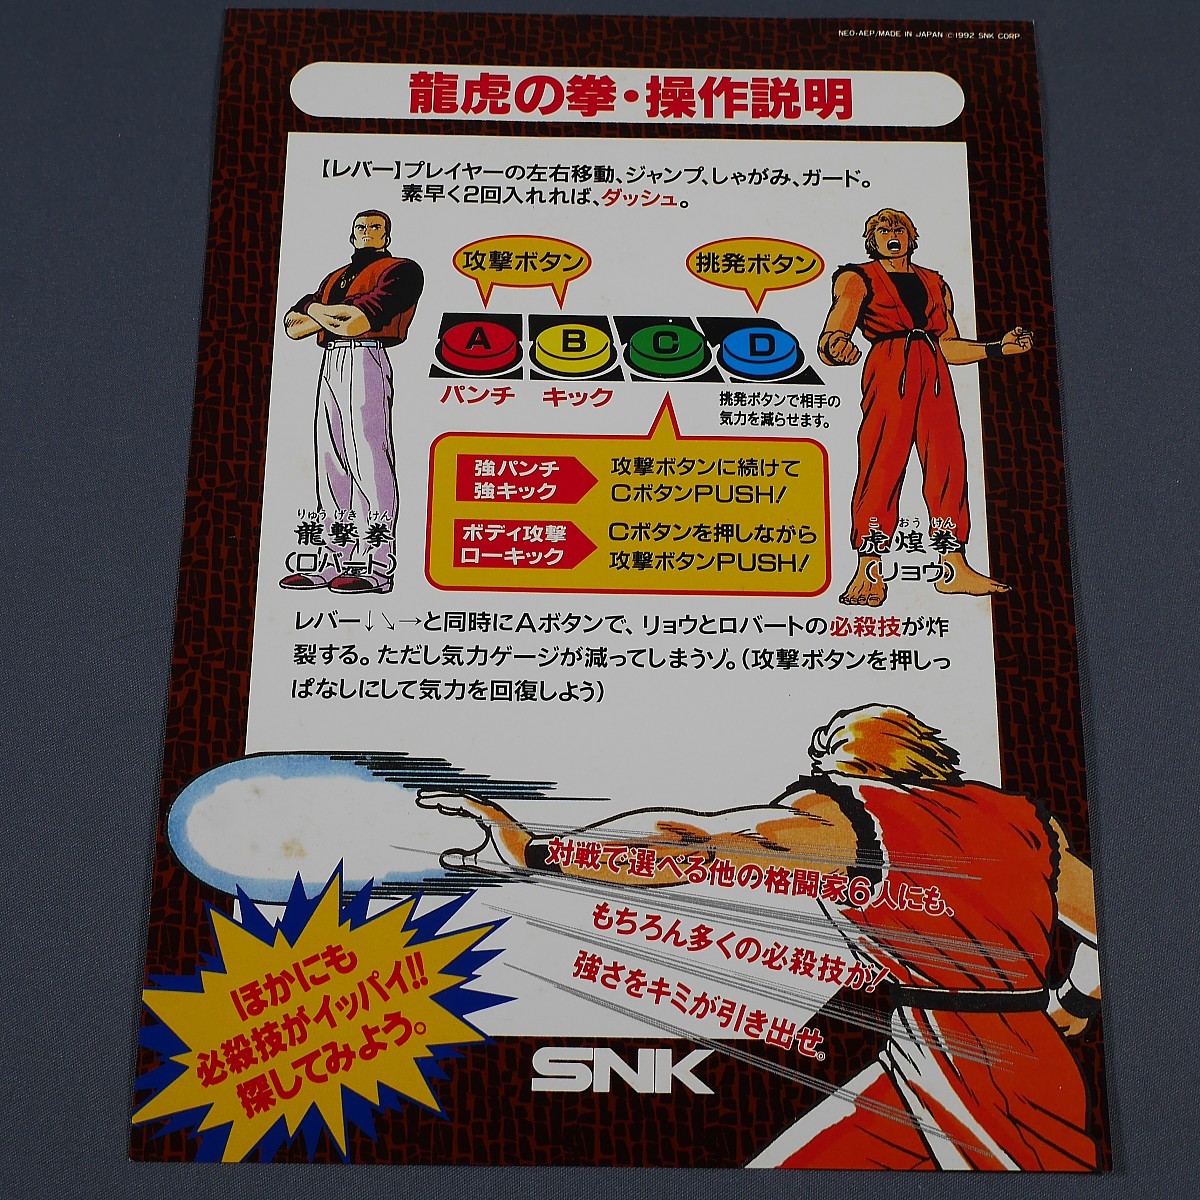 NEO・AEP/MADE IN JAPAN ©1992 SNK CORP.
龍虎の拳・操作説明
【レバー】プレイヤーの左右移動、ジャンプ、しゃがみ、ガード。
素早く2回入れれば、ダッシュ。
攻撃ボタン
挑発ボタン
A B C D
パンチ キック
挑発ボタンで相手の
気力を減らせます。
強パンチ
強キック
攻撃ボタンに続けて
CボタンPUSH!
ボディ攻撃
ローキック
Cボタンを押しながら
攻撃ボタンPUSH!
りゅう げき けん
龍撃拳
(ロバート)
こ おう けん
虎煌拳
(リョウ)
レバー↓↘→と同時にAボタンで、リョウとロバートの必殺技が炸
裂する。ただし気力ゲージが減ってしまうゾ。(攻撃ボタンを押しっ
ぱなしにして気力を回復しよう)
対戦で選べる他の格闘家6人にも、
もちろん多くの必殺技が!
強さをキミが引き出せ。
ほかにも
必殺技がイッパイ!!
探してみよう。
SNK